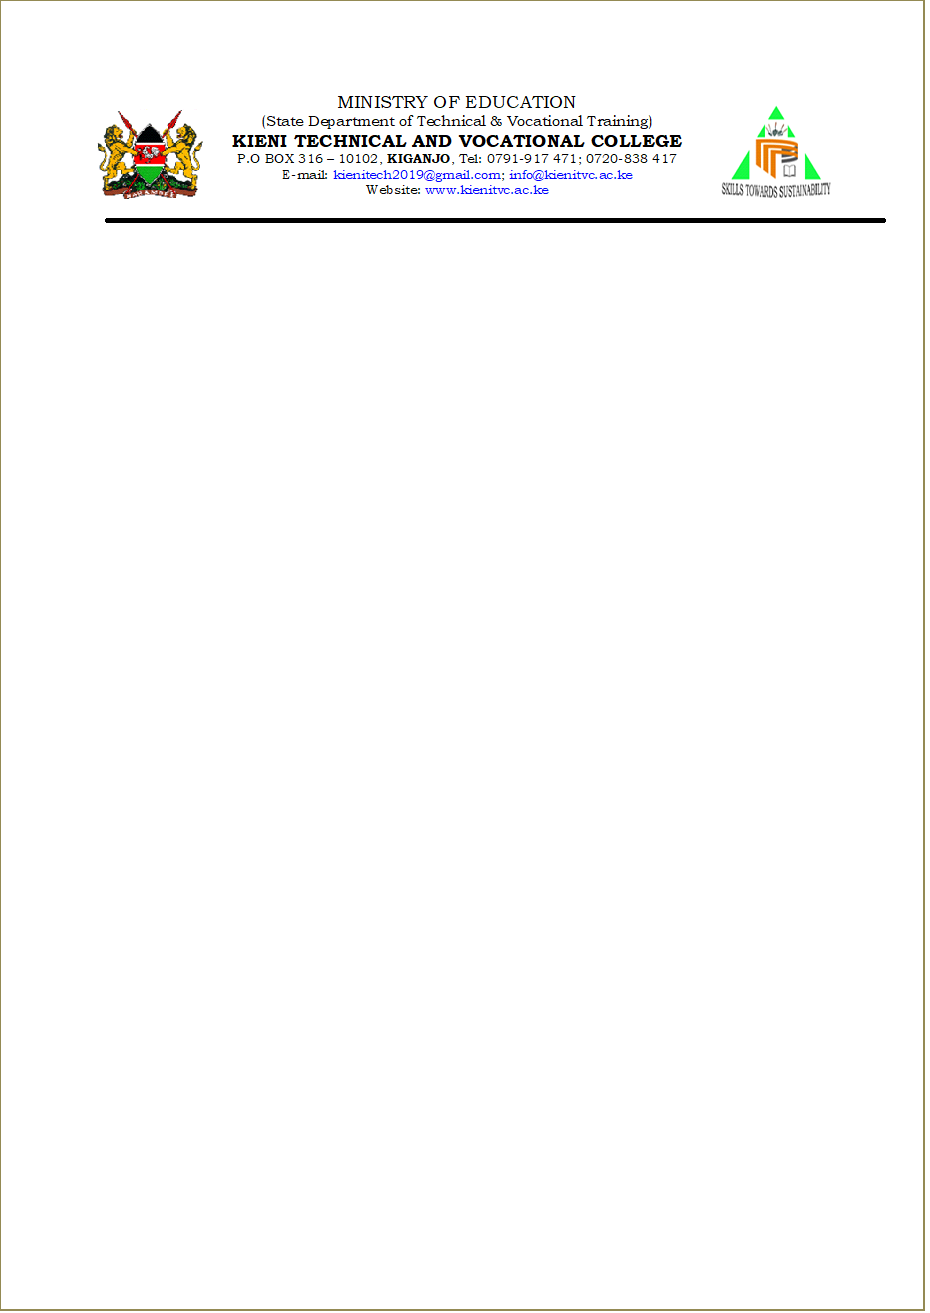 MINISTRY OF EDUCATION
(State Department of Technical & Vocational Training)
KIENI TECHNICAL AND VOCATIONAL COLLEGE
P.O BOX 316 – 10102, KIGANJO, Tel: 0791-917 471; 0720-838 417
E-mail: kienitech2019@gmail.com; info@kienitvc.ac.ke
Website: www.kienitvc.ac.ke
SKILLS TOWARDS SUSTAINABILITY